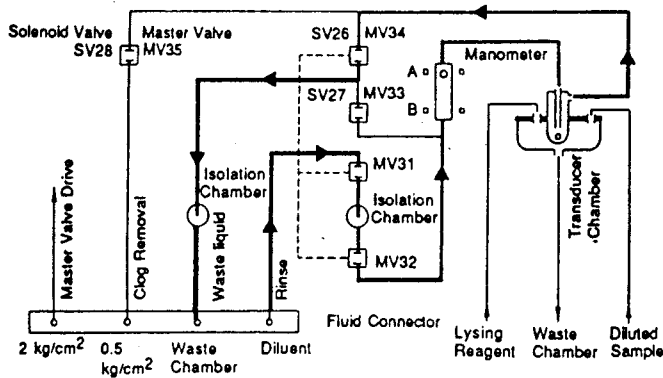 Solenoid Valve
SV28
Master Valve
MV35
SV26
MV34
SV27
MV33
A
B
Manometer
MV31
Isolation
Chamber
Isolation
Chamber
MV32
Master Valve Drive
Clog Removal
Waste liquid
Rinse
Transducer
Chamber
Fluid Connector
2 kg/cm²
0.5
kg/cm²
Waste
Chamber
Diluent
Lysing
Reagent
Waste
Chamber
Diluted
Sample